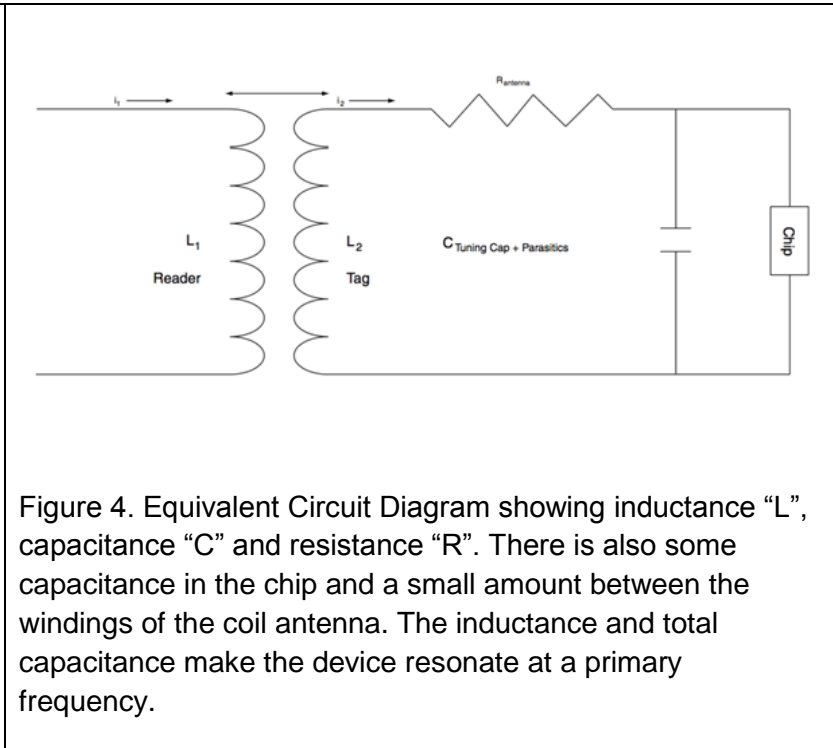 i₁
i₂
Rantenna
L₁
Reader
L₂
Tag
C Tuning Cap + Parasitics
Chip
Figure 4. Equivalent Circuit Diagram showing inductance “L”,
capacitance “C” and resistance “R”. There is also some
capacitance in the chip and a small amount between the
windings of the coil antenna. The inductance and total
capacitance make the device resonate at a primary
frequency.